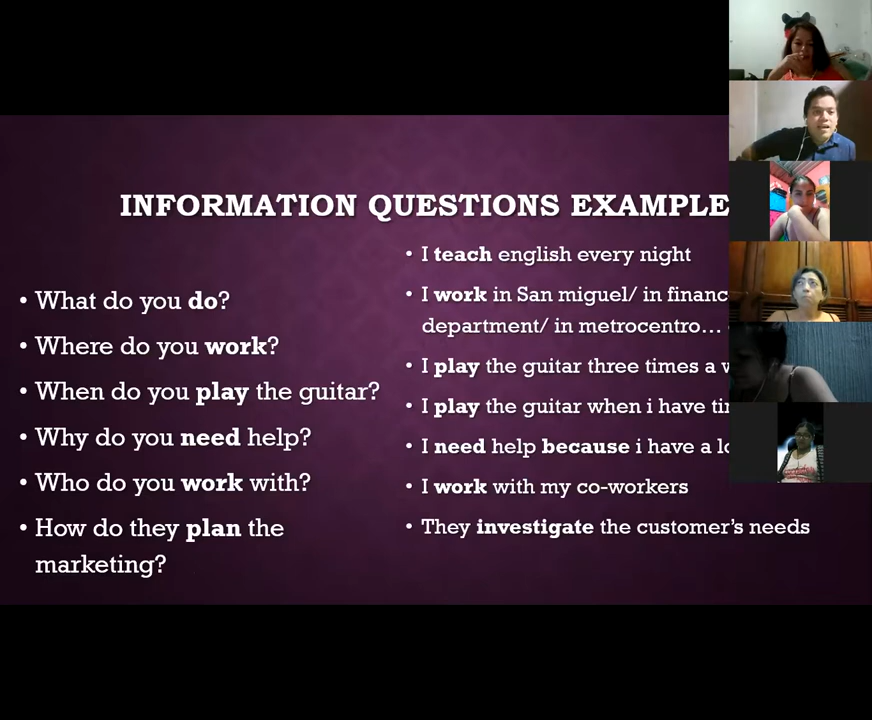 INFORMATION QUESTIONS EXAMPLE
• What do you do?
• Where do you work?
• When do you play the guitar?
• Why do you need help?
• Who do you work with?
• How do they plan the
marketing?
• I teach english every night
• I work in San miguel/ in financ
department/ in metrocentro...
• I play the guitar three times a
• I play the guitar when i have
• I need help because i have a
• I work with my co-workers
• They investigate the customer's needs